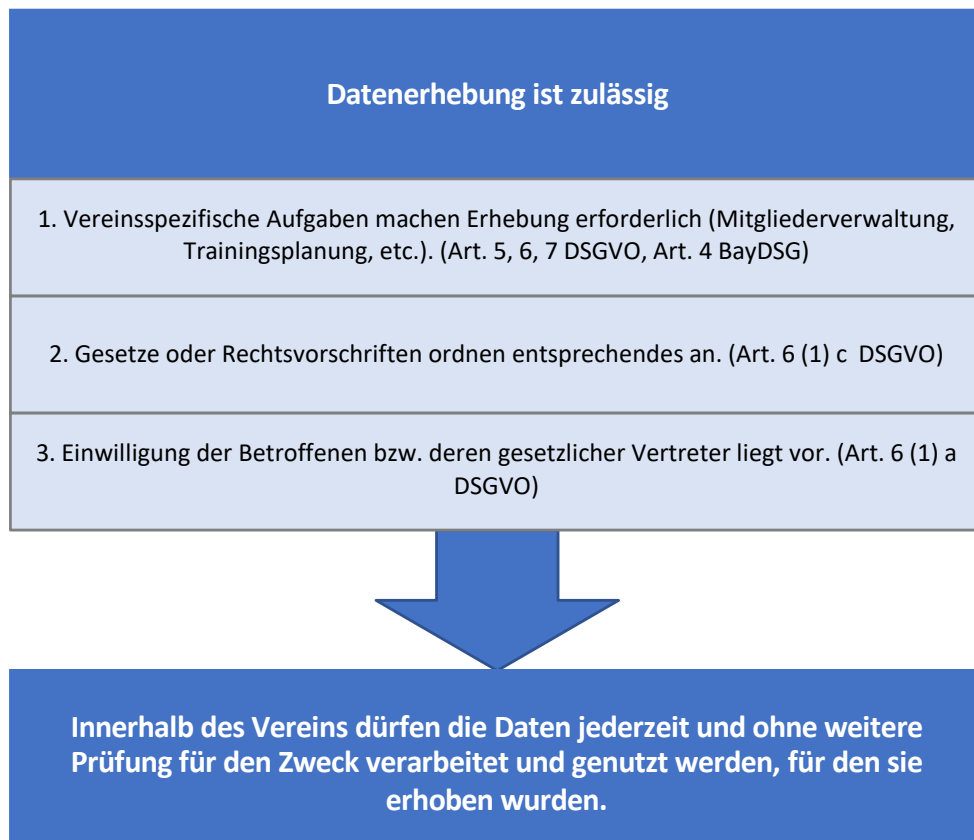 Datenerhebung ist zulässig
1. Vereinsspezifische Aufgaben machen Erhebung erforderlich (Mitgliederverwaltung,
Trainingsplanung, etc.). (Art. 5, 6, 7 DSGVO, Art. 4 BayDSG)
2. Gesetze oder Rechtsvorschriften ordnen entsprechendes an. (Art. 6 (1) c  DSGVO)
3. Einwilligung der Betroffenen bzw. deren gesetzlicher Vertreter liegt vor. (Art. 6 (1) a
DSGVO)
Innerhalb des Vereins dürfen die Daten jederzeit und ohne weitere
Prüfung für den Zweck verarbeitet und genutzt werden, für den sie
erhoben wurden.